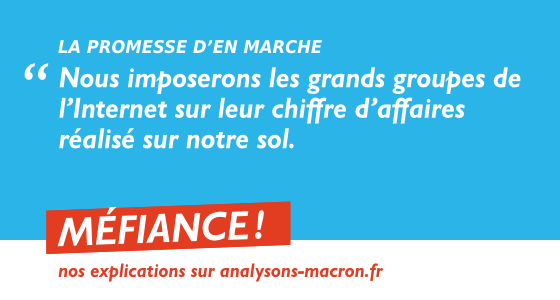 LA PROMESSE D’EN MARCHE
“ Nous imposerons les grands groupes de
l’Internet sur leur chiffre d’affaires
réalisé sur notre sol.
MÉFIANCE!
nos explications sur analysons-macron.fr